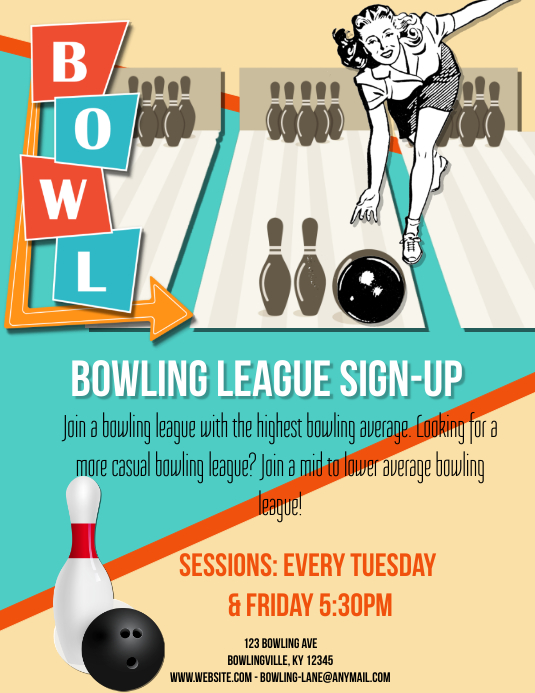 B
O
W
L
BOWLING LEAGUE SIGN-UP
Join a bowling league with the highest bowling average. Looking for a
more casual bowling league? Join a mid to lower average bowling
league!
SESSIONS: EVERY TUESDAY
& FRIDAY 5:30PM
123 BOWLING AVE
BOWLINGVILLE, KY 12345
WWW.WEBSITE.COM - BOWLING-LANE@ANYMAIL.COM